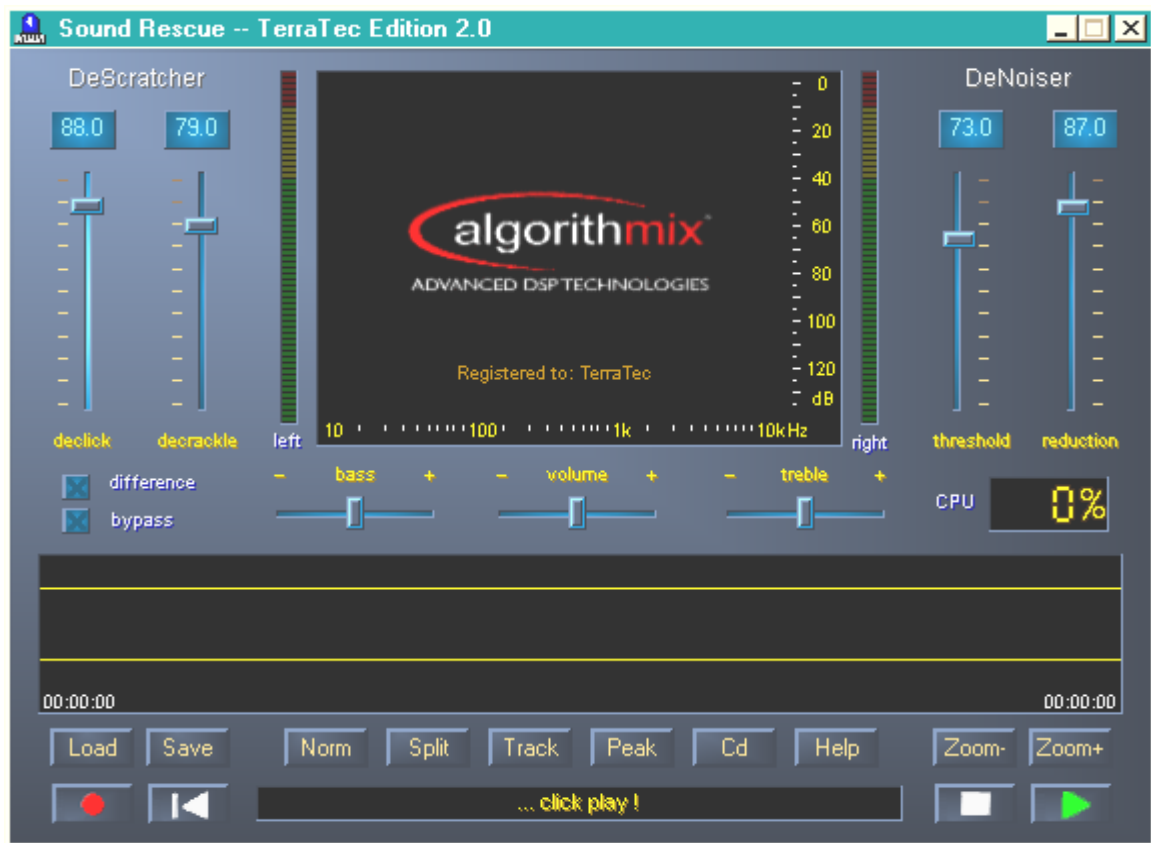 Sound Rescue -- TerraTec Edition 2.0
DeScratcher
DeNoiser
88.0 79.0
73.0 87.0
0
20
40
60
80
100
120
dB
algorithmix
ADVANCED DSP TECHNOLOGIES
Registered to: TerraTec
10 100 1k 10kHz
declick decrackle left
right threshold reduction
difference
bypass
- bass +
- volume +
- treble +
CPU 0%
00:00:00 00:00:00
Load Save Norm Split Track Peak Cd Help Zoom- Zoom+
... click play !